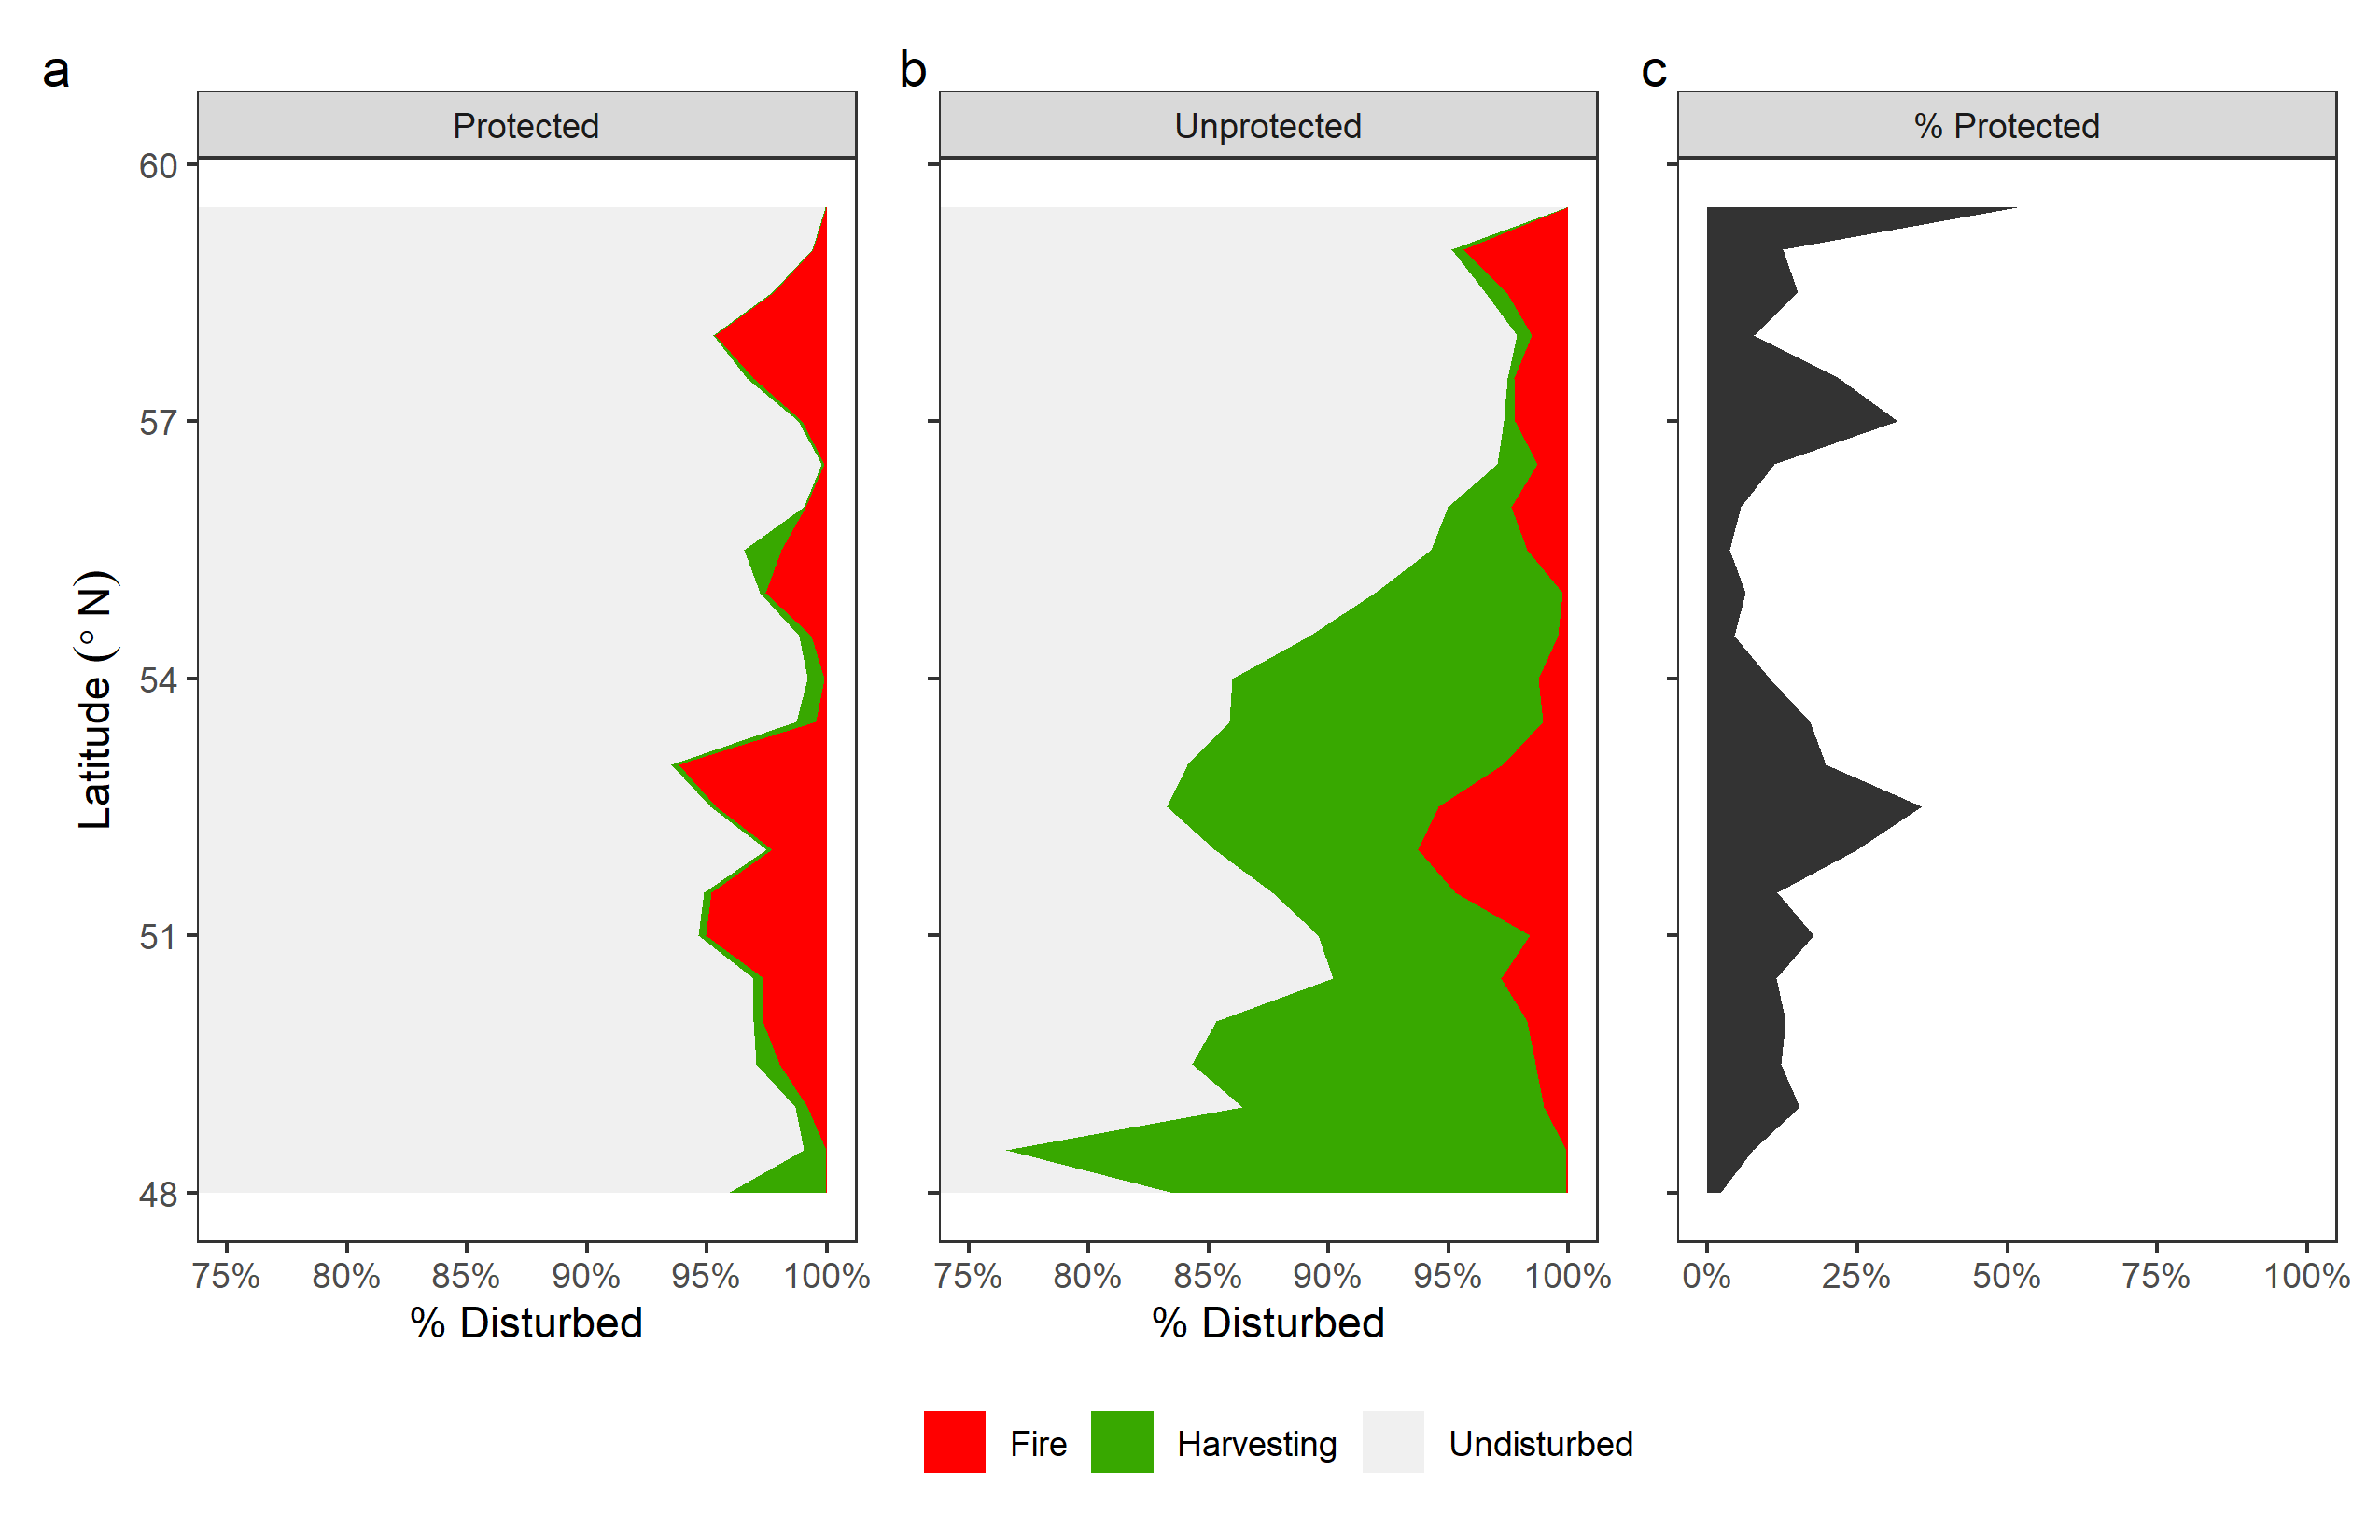 a
b
c
Protected
Unprotected
% Protected
60
57
54
51
48
Latitude (° N)
75% 80% 85% 90% 95% 100%
75% 80% 85% 90% 95% 100%
0% 25% 50% 75% 100%
% Disturbed
% Disturbed
Fire
Harvesting
Undisturbed